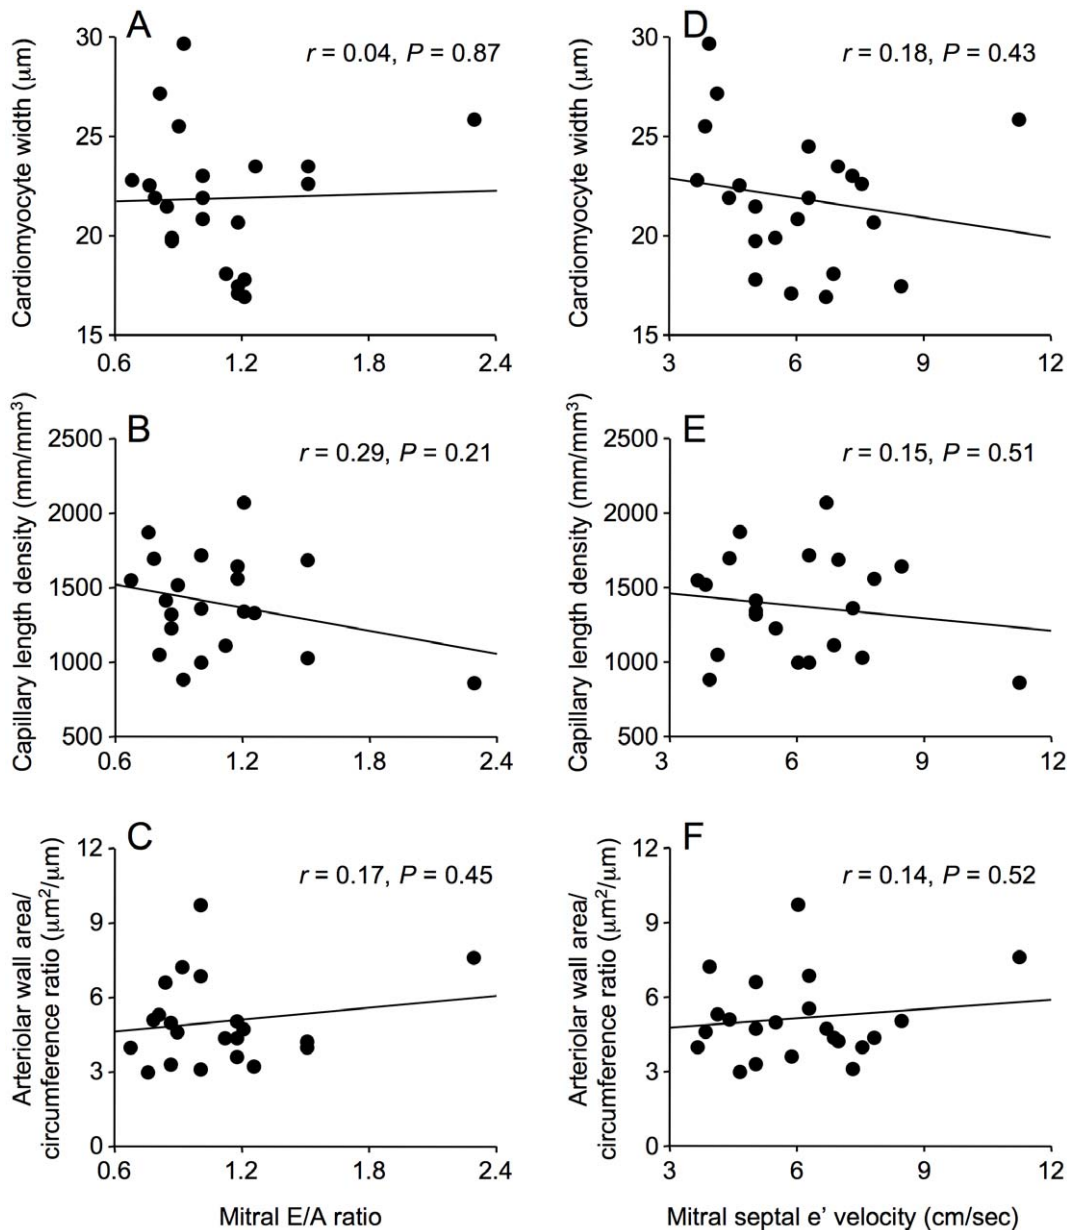 A
r = 0.04, P = 0.87
Cardiomyocyte width (μm)
30
25
20
15
0.6
1.2
1.8
2.4
D
r = 0.18, P = 0.43
Cardiomyocyte width (μm)
30
25
20
15
3
6
9
12
B
r = 0.29, P = 0.21
Capillary length density (mm/mm³)
2500
2000
1500
1000
500
0.6
1.2
1.8
2.4
E
r = 0.15, P = 0.51
Capillary length density (mm/mm³)
2500
2000
1500
1000
500
3
6
9
12
C
r = 0.17, P = 0.45
Arteriolar wall area/
circumference ratio (μm²/μm)
12
9
6
3
0
0.6
1.2
1.8
2.4
Mitral E/A ratio
F
r = 0.14, P = 0.52
Arteriolar wall area/
circumference ratio (μm²/μm)
12
9
6
3
0
3
6
9
12
Mitral septal e’ velocity (cm/sec)